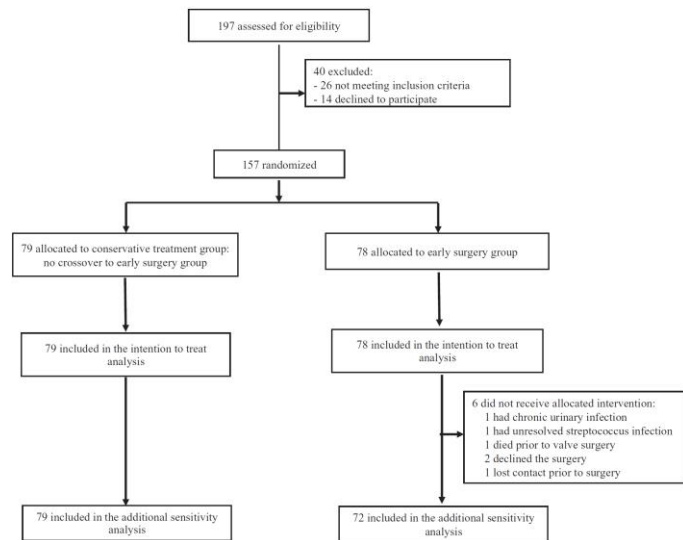 197 assessed for eligibility
40 excluded:
- 26 not meeting inclusion criteria
- 14 declined to participate
157 randomized
79 allocated to conservative treatment group:
no crossover to early surgery group
78 allocated to early surgery group
79 included in the intention to treat
analysis
78 included in the intention to treat
analysis
6 did not receive allocated intervention:
1 had chronic urinary infection
1 had unresolved streptococcus infection
1 died prior to valve surgery
2 declined the surgery
1 lost contact prior to surgery
79 included in the additional sensitivity
analysis
72 included in the additional sensitivity
analysis